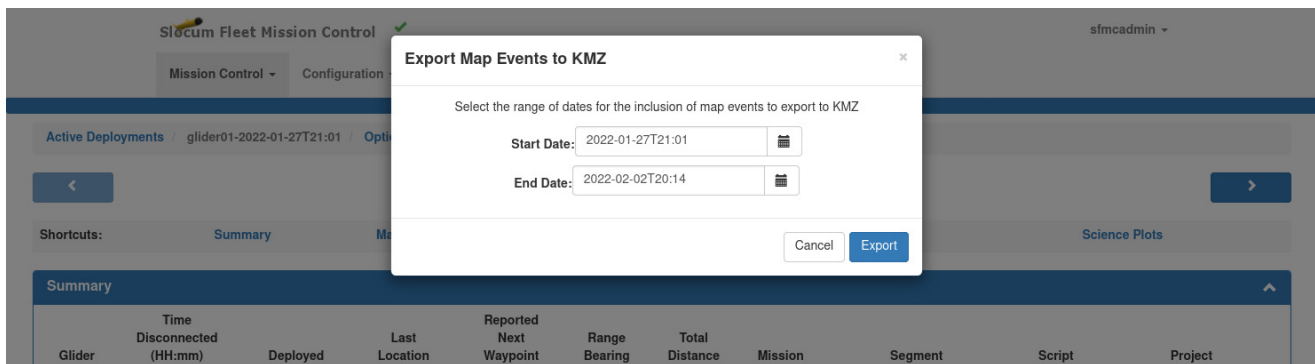 Slocum Fleet Mission Control
sfmcadmin
Mission Control
Configuration
Export Map Events to KMZ
×
Select the range of dates for the inclusion of map events to export to KMZ
Start Date: 2022-01-27T21:01
End Date: 2022-02-02T20:14
Cancel Export
Active Deployments / glider01-2022-01-27T21:01 / Opti
Shortcuts: Summary Ma Science Plots
Summary
Glider Time Disconnected (HH:mm) Deployed Last Location Reported Next Waypoint Range Bearing Total Distance Mission Segment Script Project